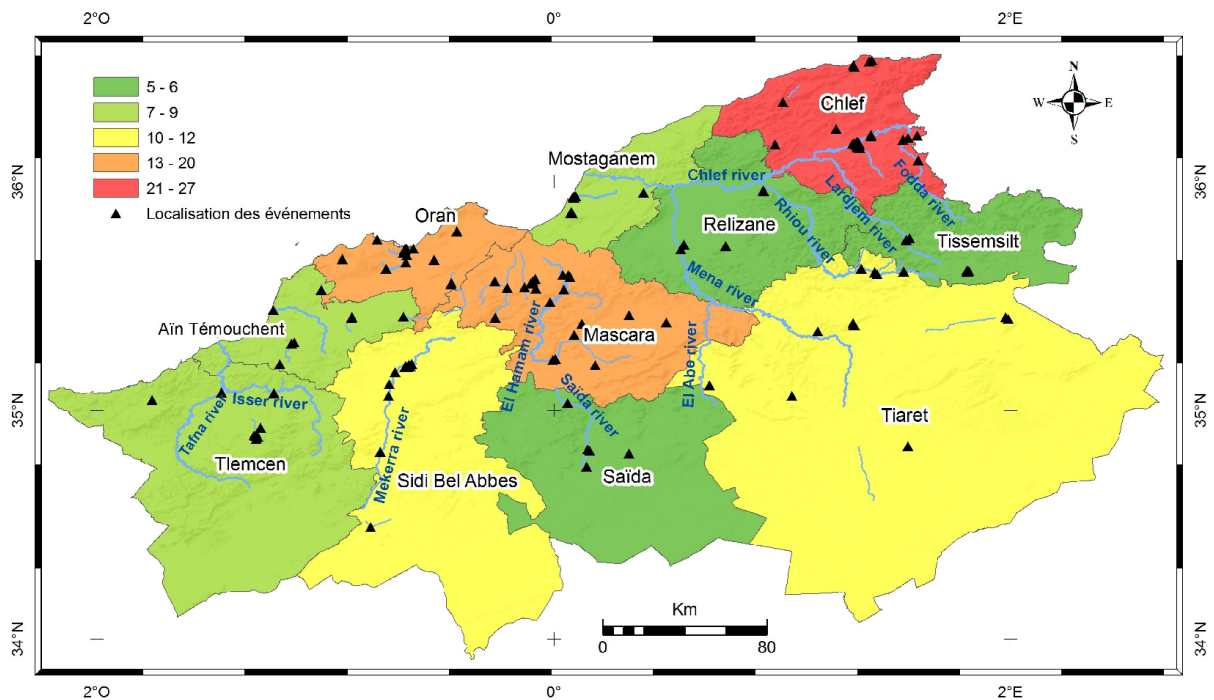 2°O 0° 2°E
5 - 6
7 - 9
10 - 12
13 - 20
21 - 27
Localisation des événements
N
W E
S
36°N 36°N
Chlef
Mostaganem
Chlef river
Fodda river
Lardjem river
Rhiou river
Oran
Relizane
Tissemsilt
Mena river
Aïn Témouchent
Mascara
El Hamam river
El Abe river
35°N 35°N
Isser river
Tafna river
Saïda river
Tiaret
Tlemcen
Mekerra river
Sidi Bel Abbes
Saïda
Km
0 80
34°N 34°N
2°O 0° 2°E